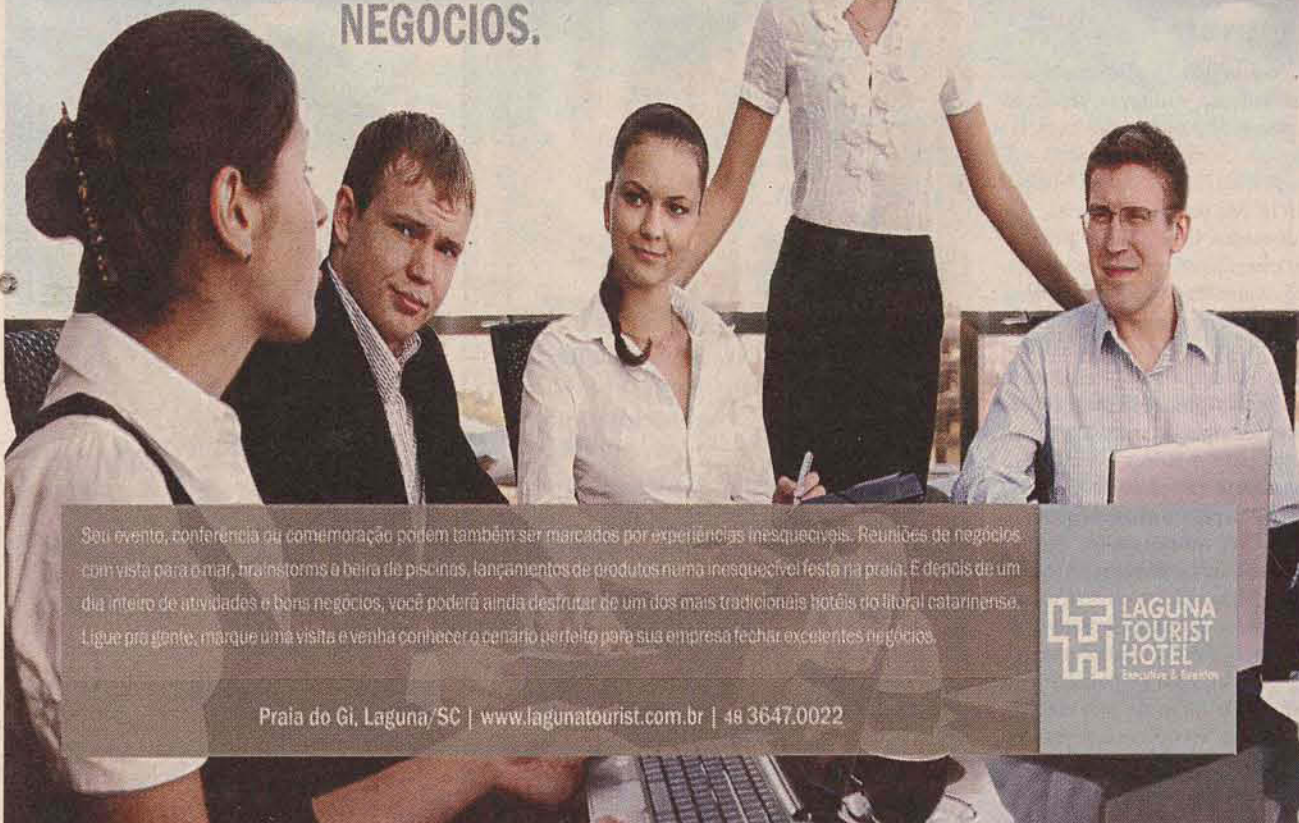 NEGÓCIOS.
Seu evento, conferência ou comemoração podem também ser marcados por experiências inesquecíveis. Reuniões de negócios
com vista para o mar, brainstorms à beira de piscinas, lançamentos de produtos numa inesquecível festa na praia. E depois de um
dia inteiro de atividades e bons negócios, você poderá ainda desfrutar de um dos mais tradicionais hotéis do litoral catarinense.
Ligue pra gente, marque uma visita e venha conhecer o cenário perfeito para sua empresa fechar excelentes negócios.
LAGUNA
TOURIST
HOTEL
Executive & Eventos
Praia do Gi, Laguna/SC | www.lagunatourist.com.br | 48 3647.0022